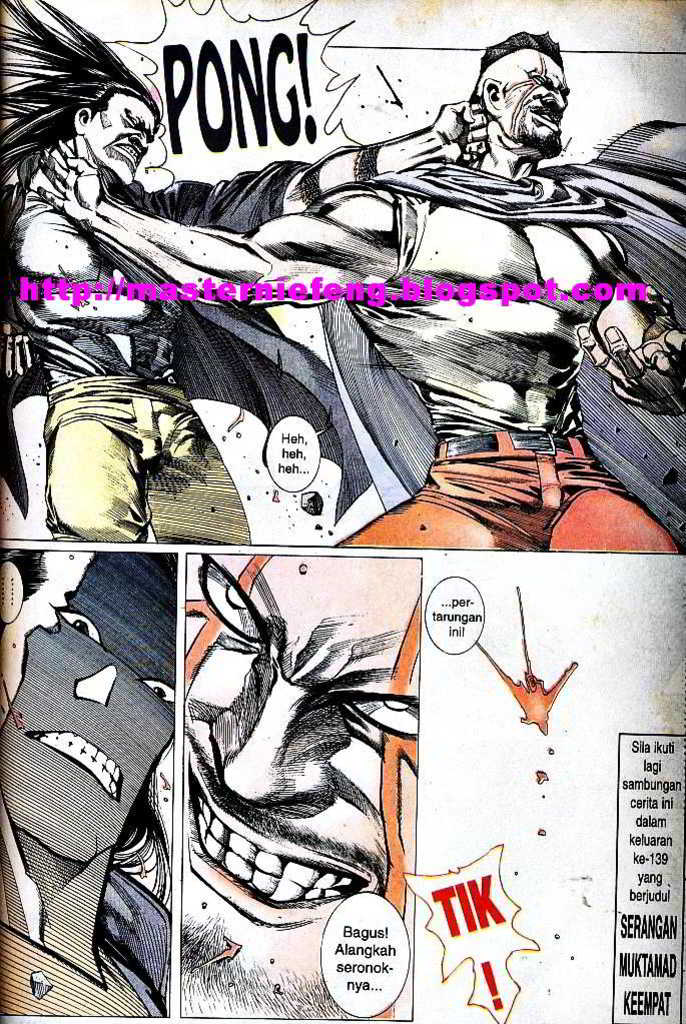 PONG!
http://masterniefeng.blogspot.com
Heh,
heh,
heh...
......
Bagus!
Alangkah
seronok-
nya...
...per-
tarungan
ini!
TIK
!
Sila ikuti
lagi
sambungan
cerita ini
dalam
keluaran
ke-139
yang
berjudul
SERANGAN
MUKTAMAD
KEEMPAT